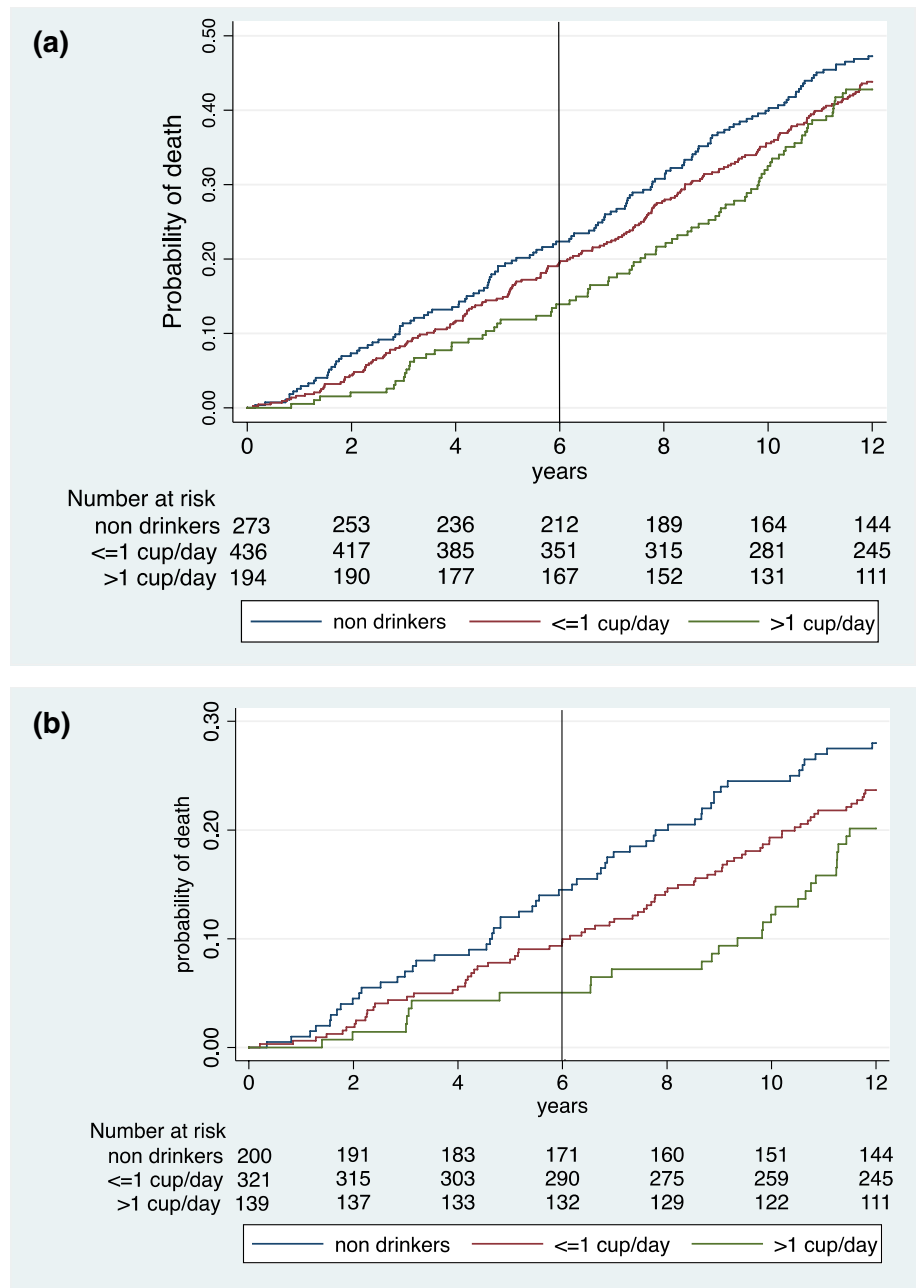 (a)
Probability of death
0.50
0.40
0.30
0.20
0.10
0.00
0 2 4 6 8 10 12
years
Number at risk
non drinkers 273 253 236 212 189 164 144
<=1 cup/day 436 417 385 351 315 281 245
>1 cup/day 194 190 177 167 152 131 111
non drinkers <=1 cup/day >1 cup/day
(b)
probability of death
0.30
0.20
0.10
0.00
0 2 4 6 8 10 12
years
Number at risk
non drinkers 200 191 183 171 160 151 144
<=1 cup/day 321 315 303 290 275 259 245
>1 cup/day 139 137 133 132 129 122 111
non drinkers <=1 cup/day >1 cup/day